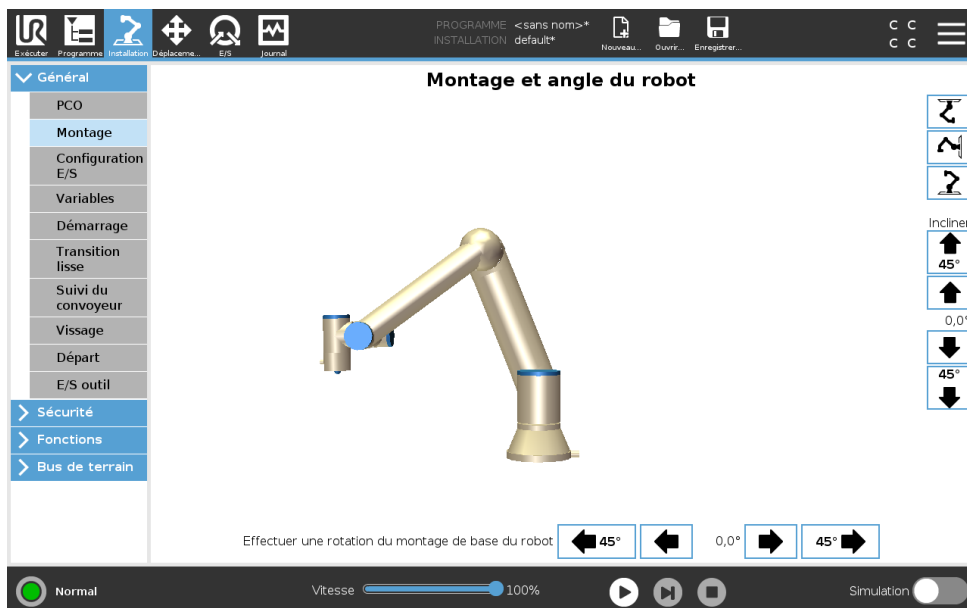 UR
Exécuter
Programme
Installation
Déplaceme...
E/S
Journal
PROGRAMME <sans nom>*
INSTALLATION default*
Nouveau...
Ouvrir...
Enregistrer...
C C
C C
Général
PCO
Montage
Configuration
E/S
Variables
Démarrage
Transition
lisse
Suivi du
convoyeur
Vissage
Départ
E/S outil
Sécurité
Fonctions
Bus de terrain
Montage et angle du robot
Incliner
45°
0,0°
45°
Effectuer une rotation du montage de base du robot
45°
0,0°
45°
Normal
Vitesse
100%
Simulation